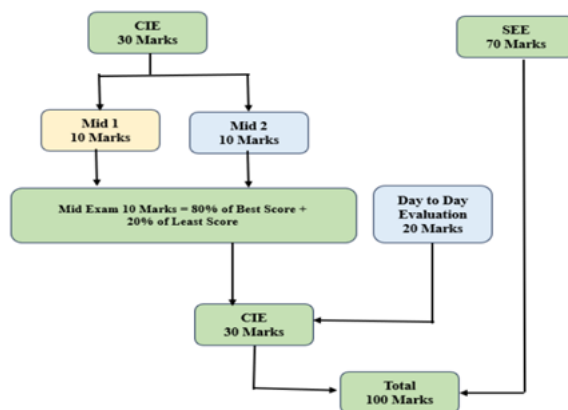 CIE
30 Marks
SEE
70 Marks
Mid 1
10 Marks
Mid 2
10 Marks
Mid Exam 10 Marks = 80% of Best Score +
20% of Least Score
Day to Day
Evaluation
20 Marks
CIE
30 Marks
Total
100 Marks